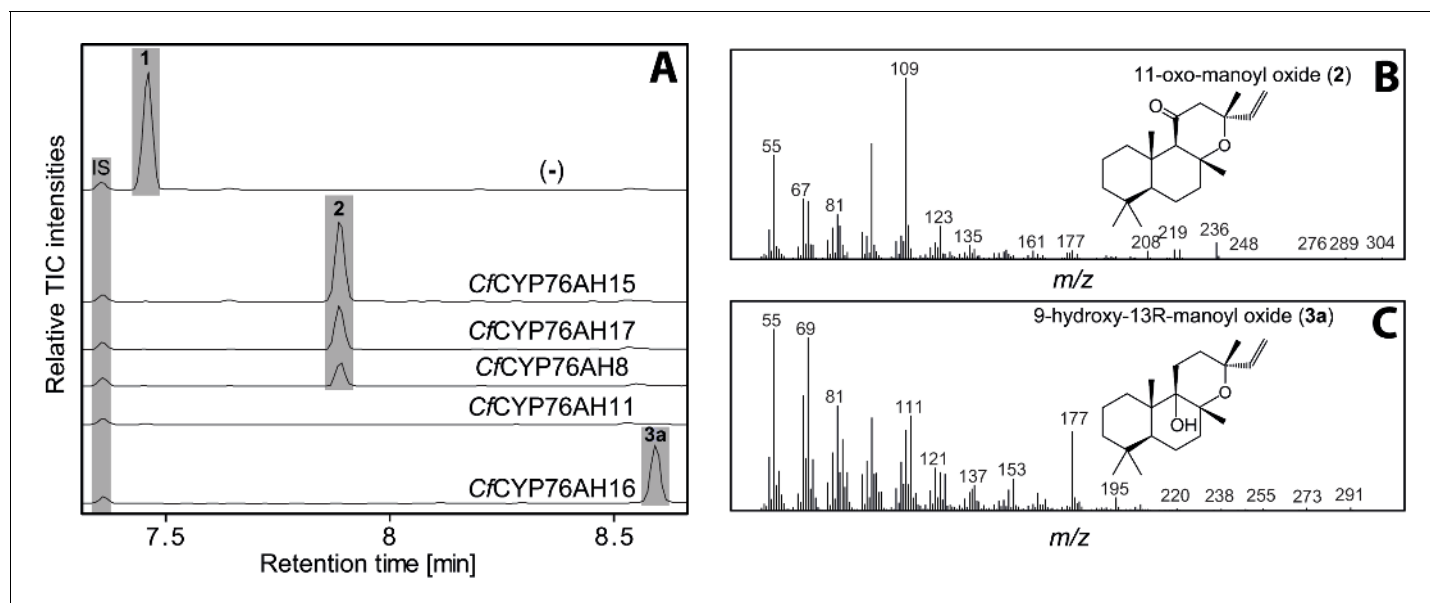 A
1
IS
(-)
2
CfCYP76AH15
CfCYP76AH17
CfCYP76AH8
CfCYP76AH11
3a
CfCYP76AH16
Relative TIC intensities
7.5 8 8.5
Retention time [min]
B
11-oxo-manoyl oxide (2)
O
O
109
55
67
81
123
135
161
177
208
219
236
248
276
289
304
m/z
C
9-hydroxy-13R-manoyl oxide (3a)
O
OH
55
69
81
111
121
137
153
177
195
220
238
255
273
291
m/z